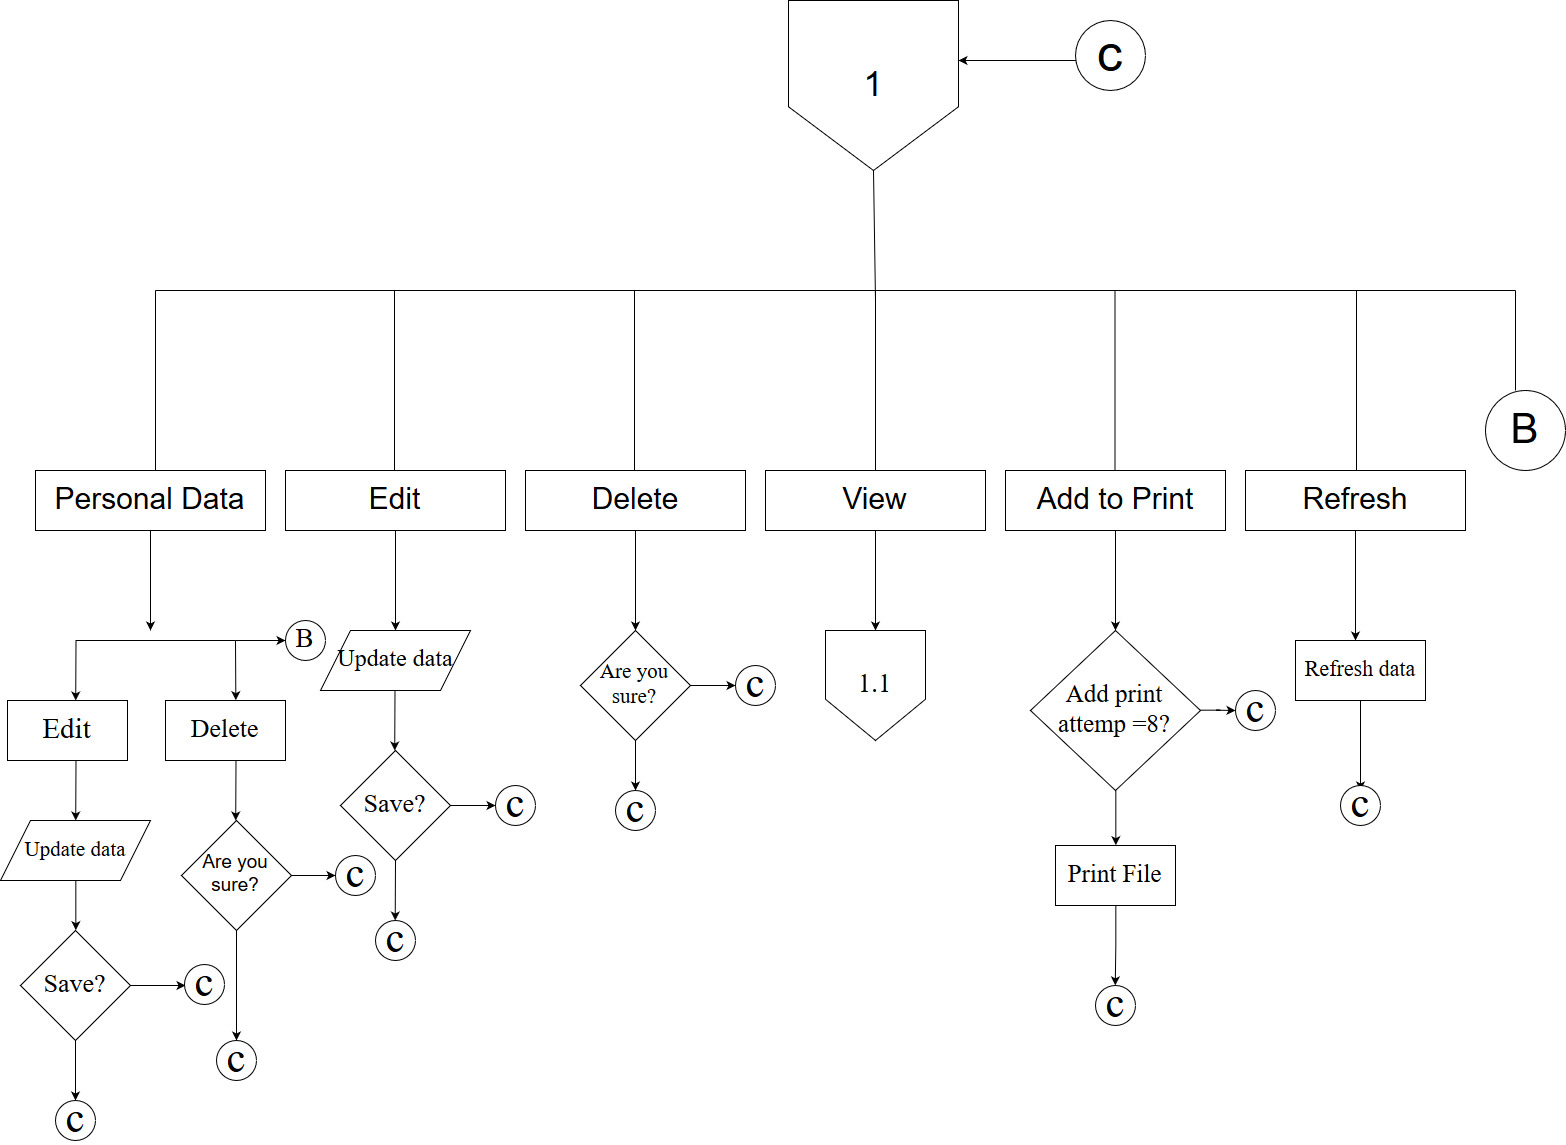 1
C
B
Personal Data
Edit
Delete
View
Add to Print
Refresh
B
Update data
Are you
sure?
C
1.1
Add print
attemp =8?
C
Refresh data
Edit
Delete
Save?
C
C
C
Update data
Are you
sure?
C
Print File
C
Save?
C
C
C
C